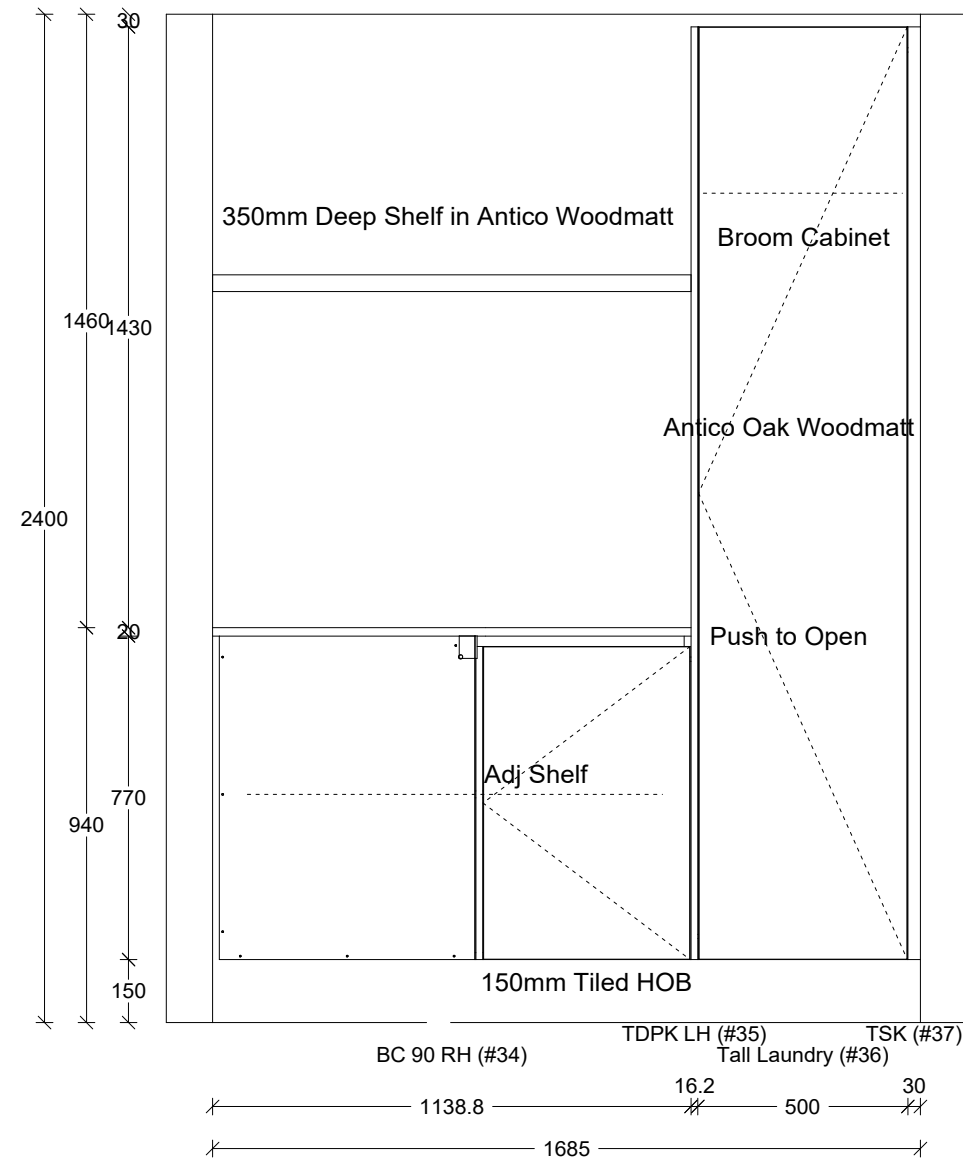 30
350mm Deep Shelf in Antico Woodmatt
Broom Cabinet
1460
1430
Antico Oak Woodmatt
2400
20
Push to Open
Adj Shelf
770
940
150mm Tiled HOB
150
TDPK LH (#35)
TSK (#37)
BC 90 RH (#34)
Tall Laundry (#36)
16.2
30
1138.8
500
1685